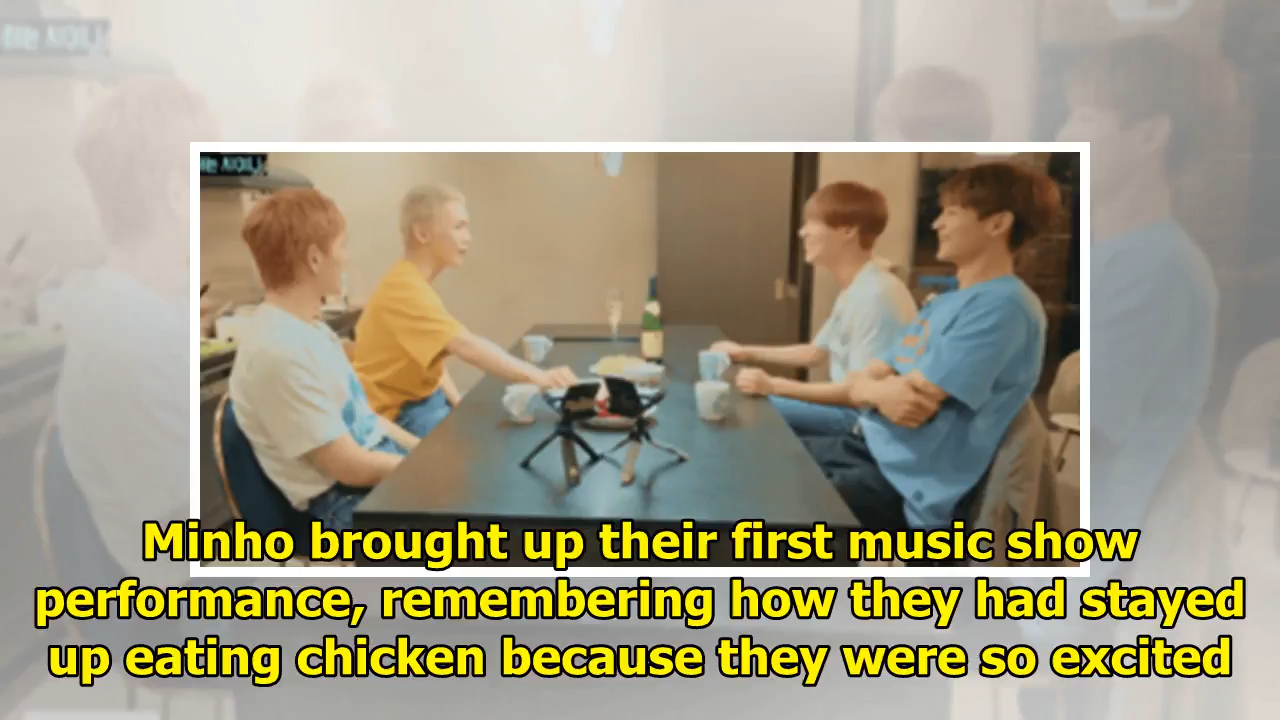 Minho brought up their first music show
performance, remembering how they had stayed
up eating chicken because they were so excited